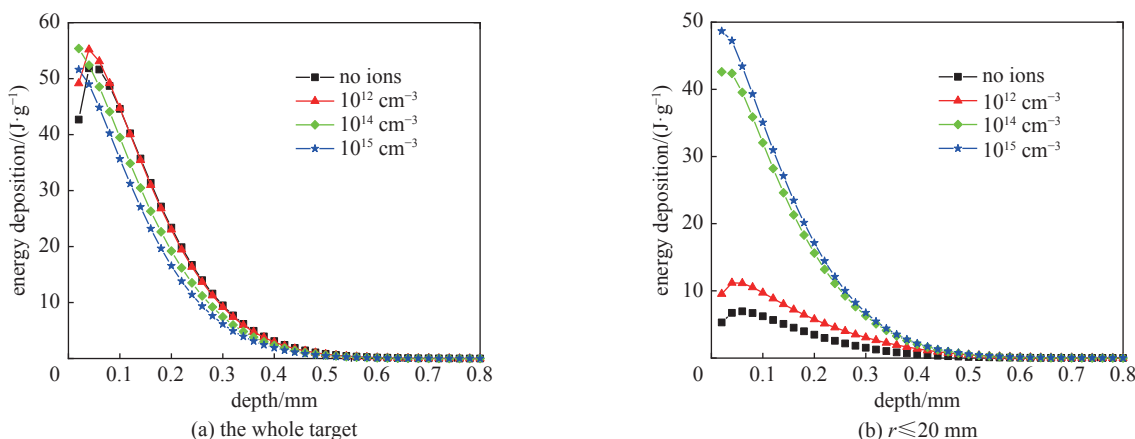 60
50
40
30
20
10
0
0.1
0.2
0.3
0.4
0.5
0.6
0.7
0.8
energy deposition/(J·g⁻¹)
depth/mm
no ions
10¹² cm⁻³
10¹⁴ cm⁻³
10¹⁵ cm⁻³
(a) the whole target
50
40
30
20
10
0
0.1
0.2
0.3
0.4
0.5
0.6
0.7
0.8
energy deposition/(J·g⁻¹)
depth/mm
no ions
10¹² cm⁻³
10¹⁴ cm⁻³
10¹⁵ cm⁻³
(b) r⩽20 mm